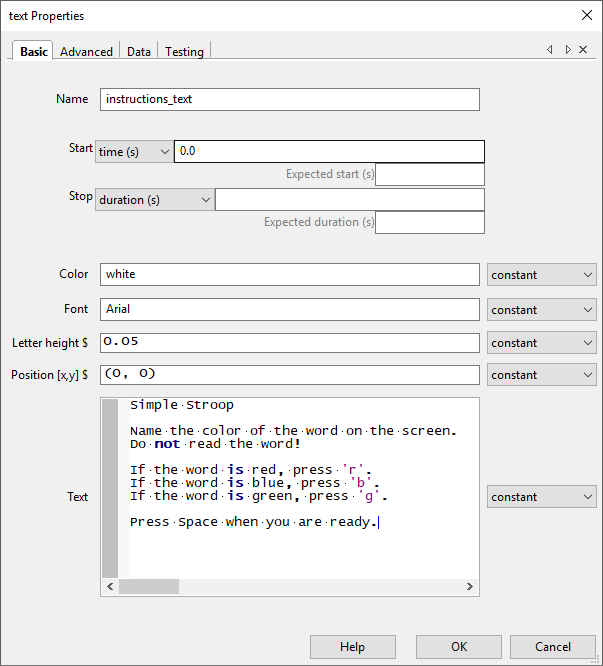 text Properties
Basic Advanced Data Testing
Name instructions_text
Start time (s) 0.0
Expected start (s)
Stop duration (s)
Expected duration (s)
Color white constant
Font Arial constant
Letter height $ 0.05 constant
Position [x,y] $ (0, 0) constant
Text constant
Simple Stroop
Name the color of the word on the screen.
Do not read the word!
If the word is red, press 'r'.
If the word is blue, press 'b'.
If the word is green, press 'g'.
Press Space when you are ready.
Help OK Cancel